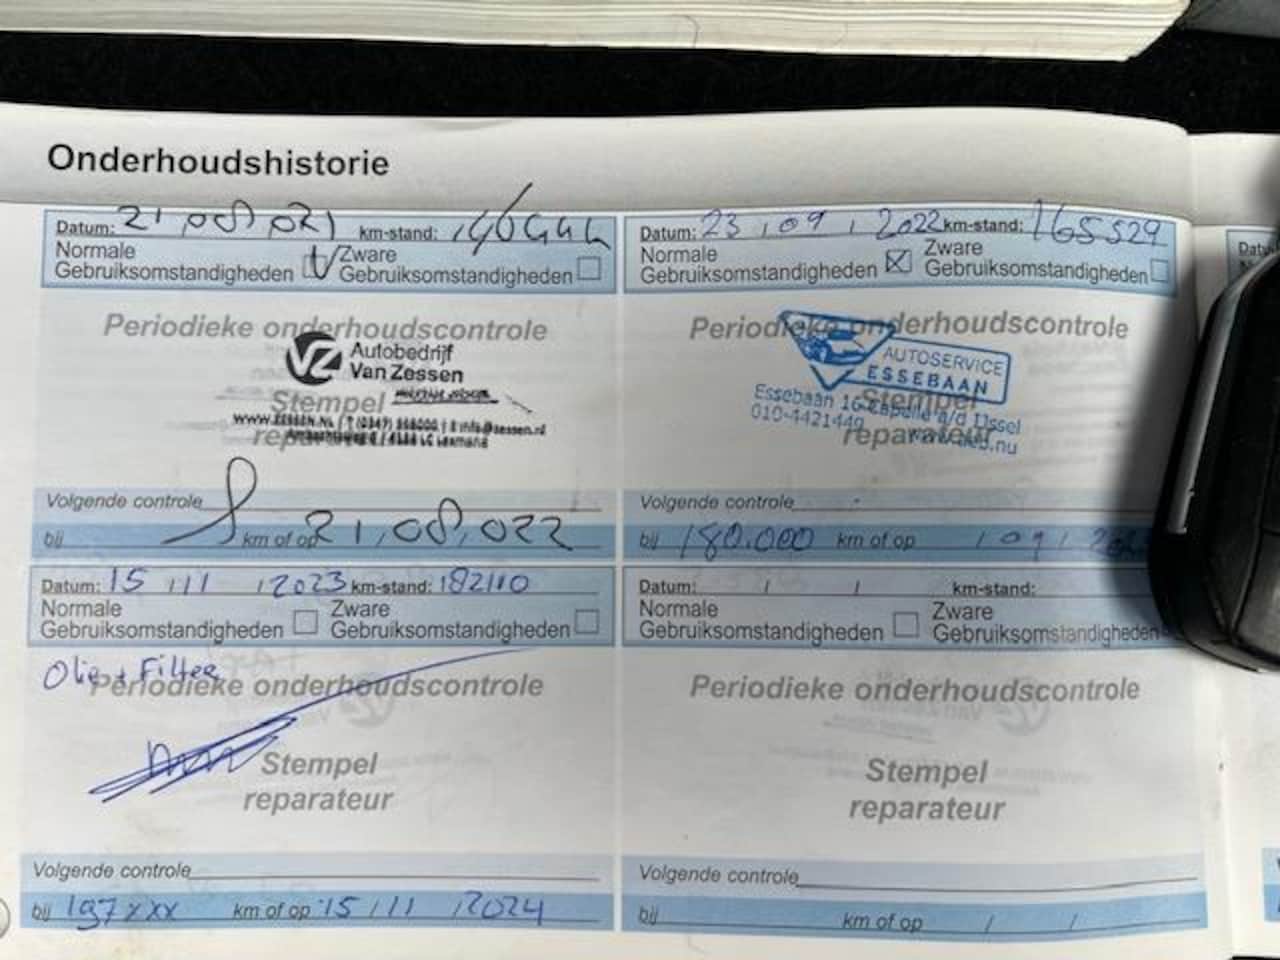 Onderhoudshistorie
Datum: 21 / 08 / 021 km-stand:
Normale Gebruiksomstandigheden Zware Gebruiksomstandigheden
Periodieke onderhoudscontrole
VZ Autobedrijf
Van Zessen
Stempel
reparateur
Volgende controle
bij km of op 21 / 08 / 022
Datum: 23 / 09 / 2022 km-stand: 165529
Normale Gebruiksomstandigheden Zware Gebruiksomstandigheden
Periodieke onderhoudscontrole
AUTOSERVICE
ESSEBAAN
Essebaan 16 Capelle a/d IJssel
010-4421449
Stempel
reparateur
Volgende controle
bij 180.000 km of op / 09 /
Datum: 15 / 11 / 2023 km-stand: 182110
Normale Gebruiksomstandigheden Zware Gebruiksomstandigheden
Olie + Filter
Periodieke onderhoudscontrole
Stempel
reparateur
Volgende controle
bij 197xxx km of op 15 / 11 / 2024
Datum: / / km-stand:
Normale Gebruiksomstandigheden Zware Gebruiksomstandigheden
Periodieke onderhoudscontrole
Stempel
reparateur
Volgende controle
bij km of op / /